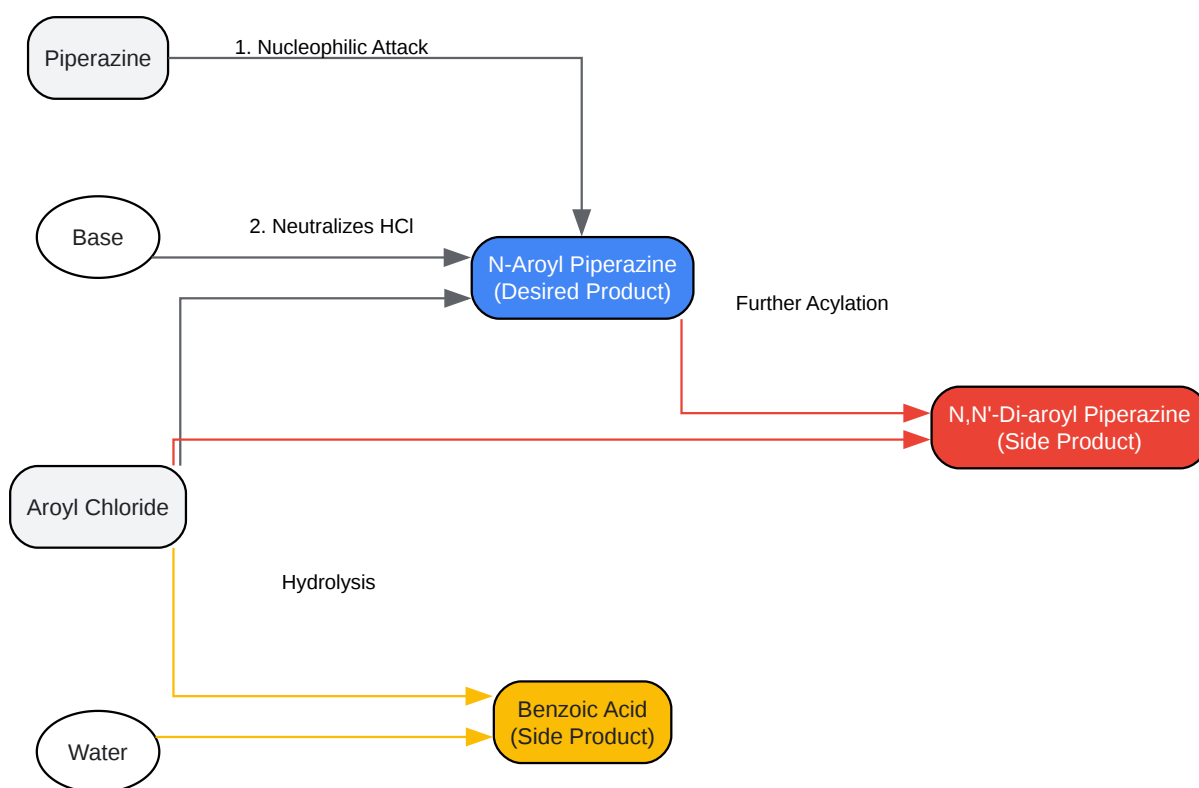 Piperazine
1. Nucleophilic Attack
Base
2. Neutralizes HCl
N-Aroyl Piperazine
(Desired Product)
Further Acylation
N,N'-Di-aroyl Piperazine
(Side Product)
Aroyl Chloride
Hydrolysis
Benzoic Acid
(Side Product)
Water